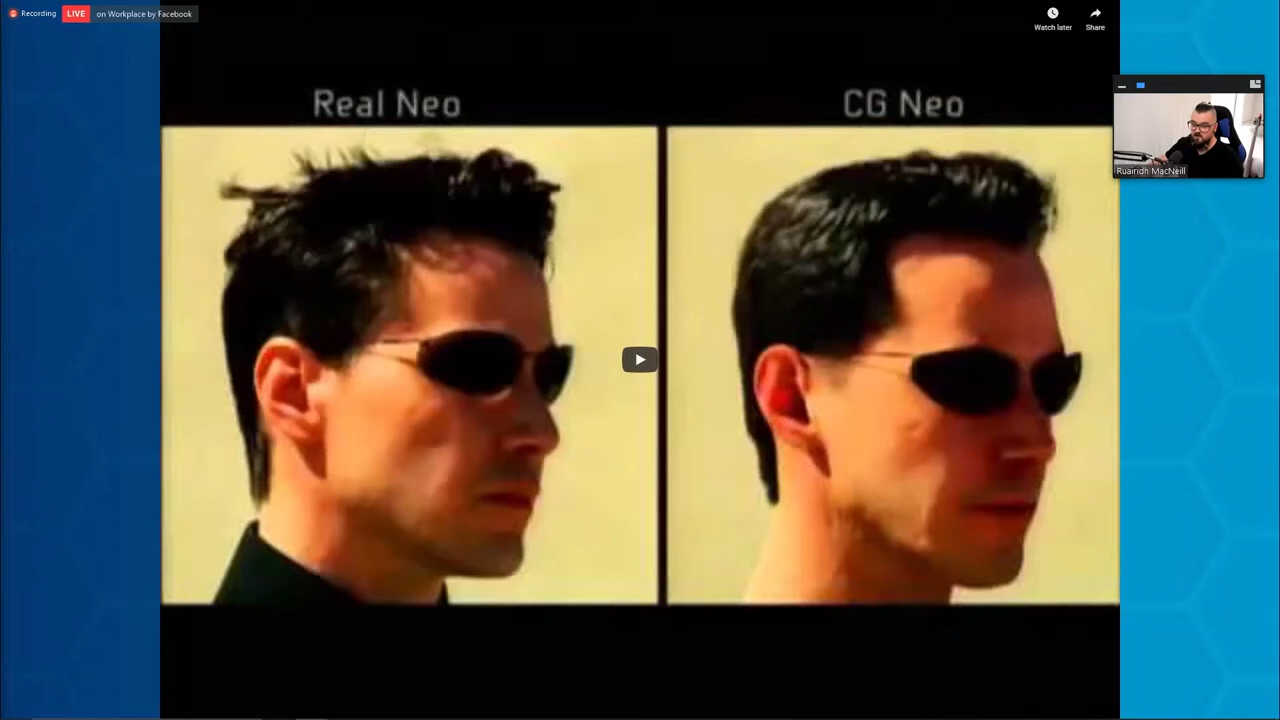 Recording
LIVE
on Workplace by Facebook
Watch later
Share
Real Neo
CG Neo
Ruairidh MacNeill